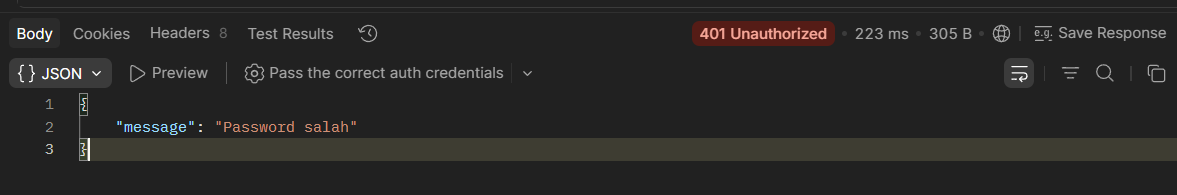 Body Cookies Headers 8 Test Results 401 Unauthorized • 223 ms • 305 B • e.g. Save Response
{} JSON Preview Pass the correct auth credentials
1 {
2 "message": "Password salah"
3 }